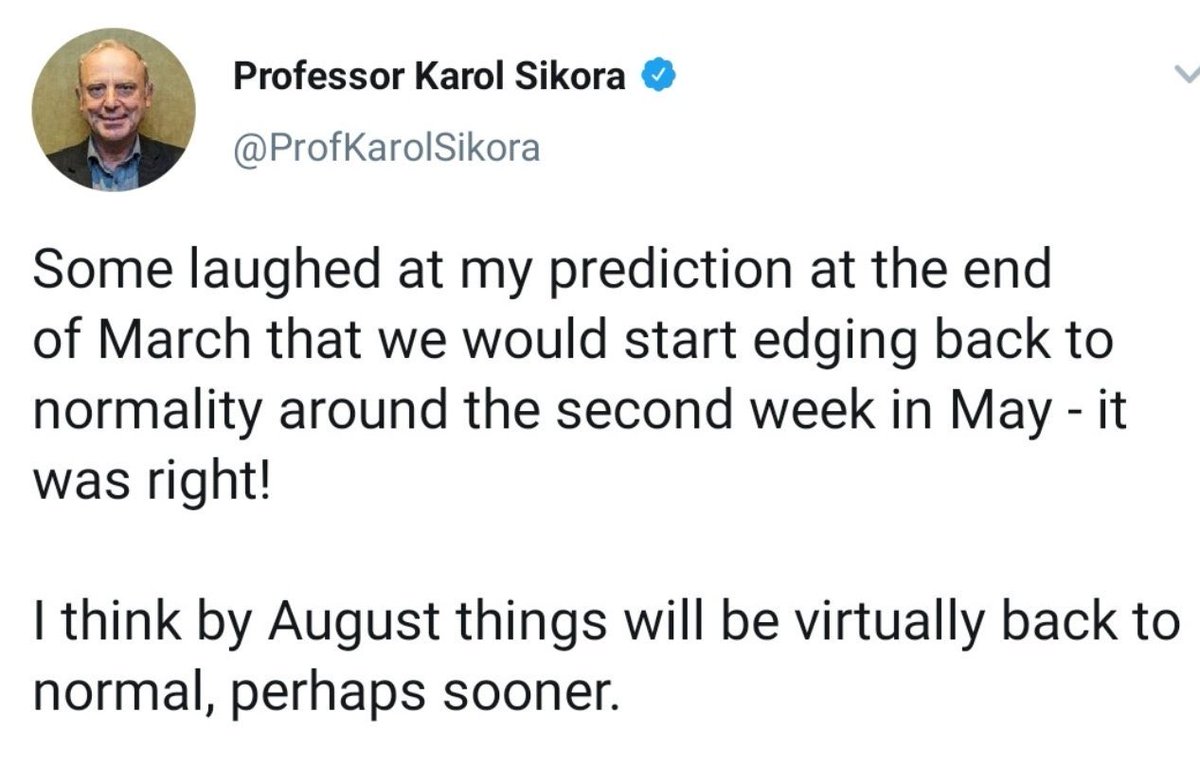 Professor Karol Sikora
@ProfKarolSikora
Some laughed at my prediction at the end
of March that we would start edging back to
normality around the second week in May - it
was right!
I think by August things will be virtually back to
normal, perhaps sooner.